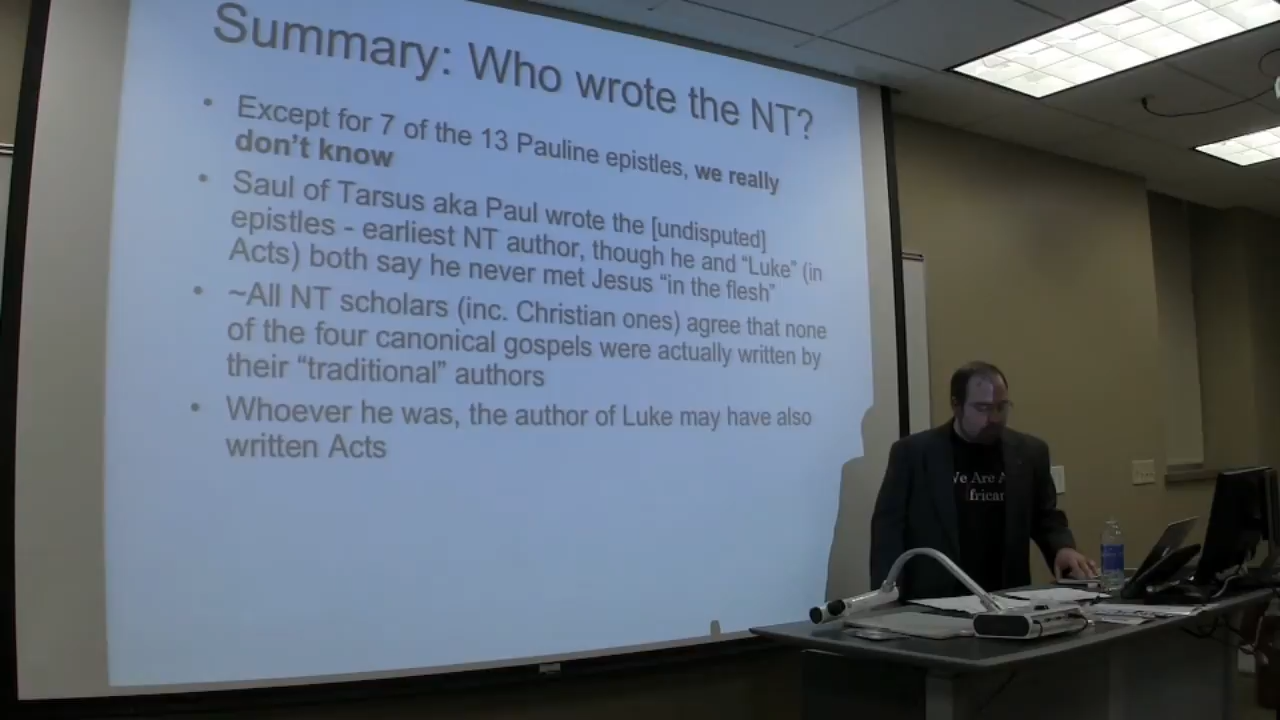 Summary: Who wrote the NT?
• Except for 7 of the 13 Pauline epistles, we really
don't know
• Saul of Tarsus aka Paul wrote the [undisputed]
epistles - earliest NT author, though he and "Luke" (in
Acts) both say he never met Jesus "in the flesh"
• ~All NT scholars (inc. Christian ones) agree that none
of the four canonical gospels were actually written by
their "traditional" authors
• Whoever he was, the author of Luke may have also
written Acts
We Are A
frican